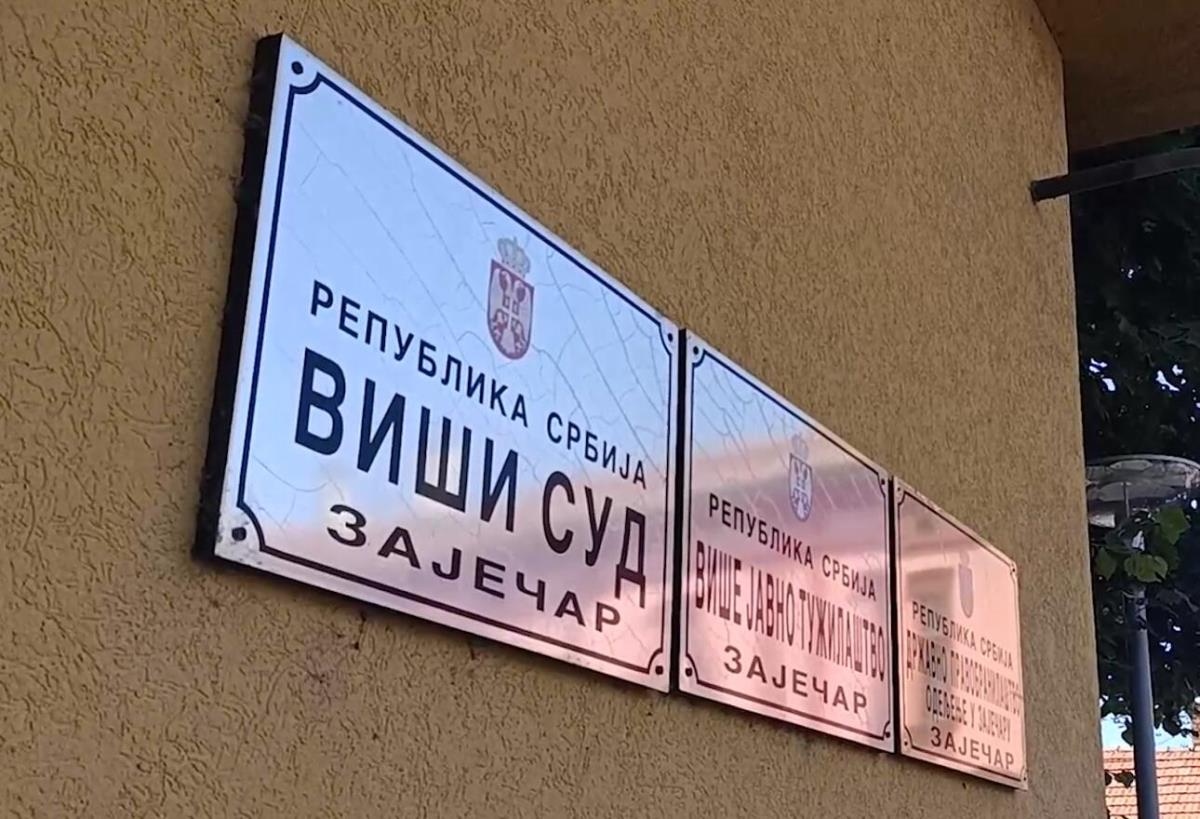 РЕПУБЛИКА СРБИЈА
ВИШИ СУД
ЗАЈЕЧАР
РЕПУБЛИКА СРБИЈА
ВИШЕ ЈАВНО ТУЖИЛАШТВО
ЗАЈЕЧАР
РЕПУБЛИКА СРБИЈА
ДРЖАВНО ПРАВОБРАНИЛАШТВО
ОДЕЉЕЊЕ У ЗАЈЕЧАРУ
ЗАЈЕЧАР